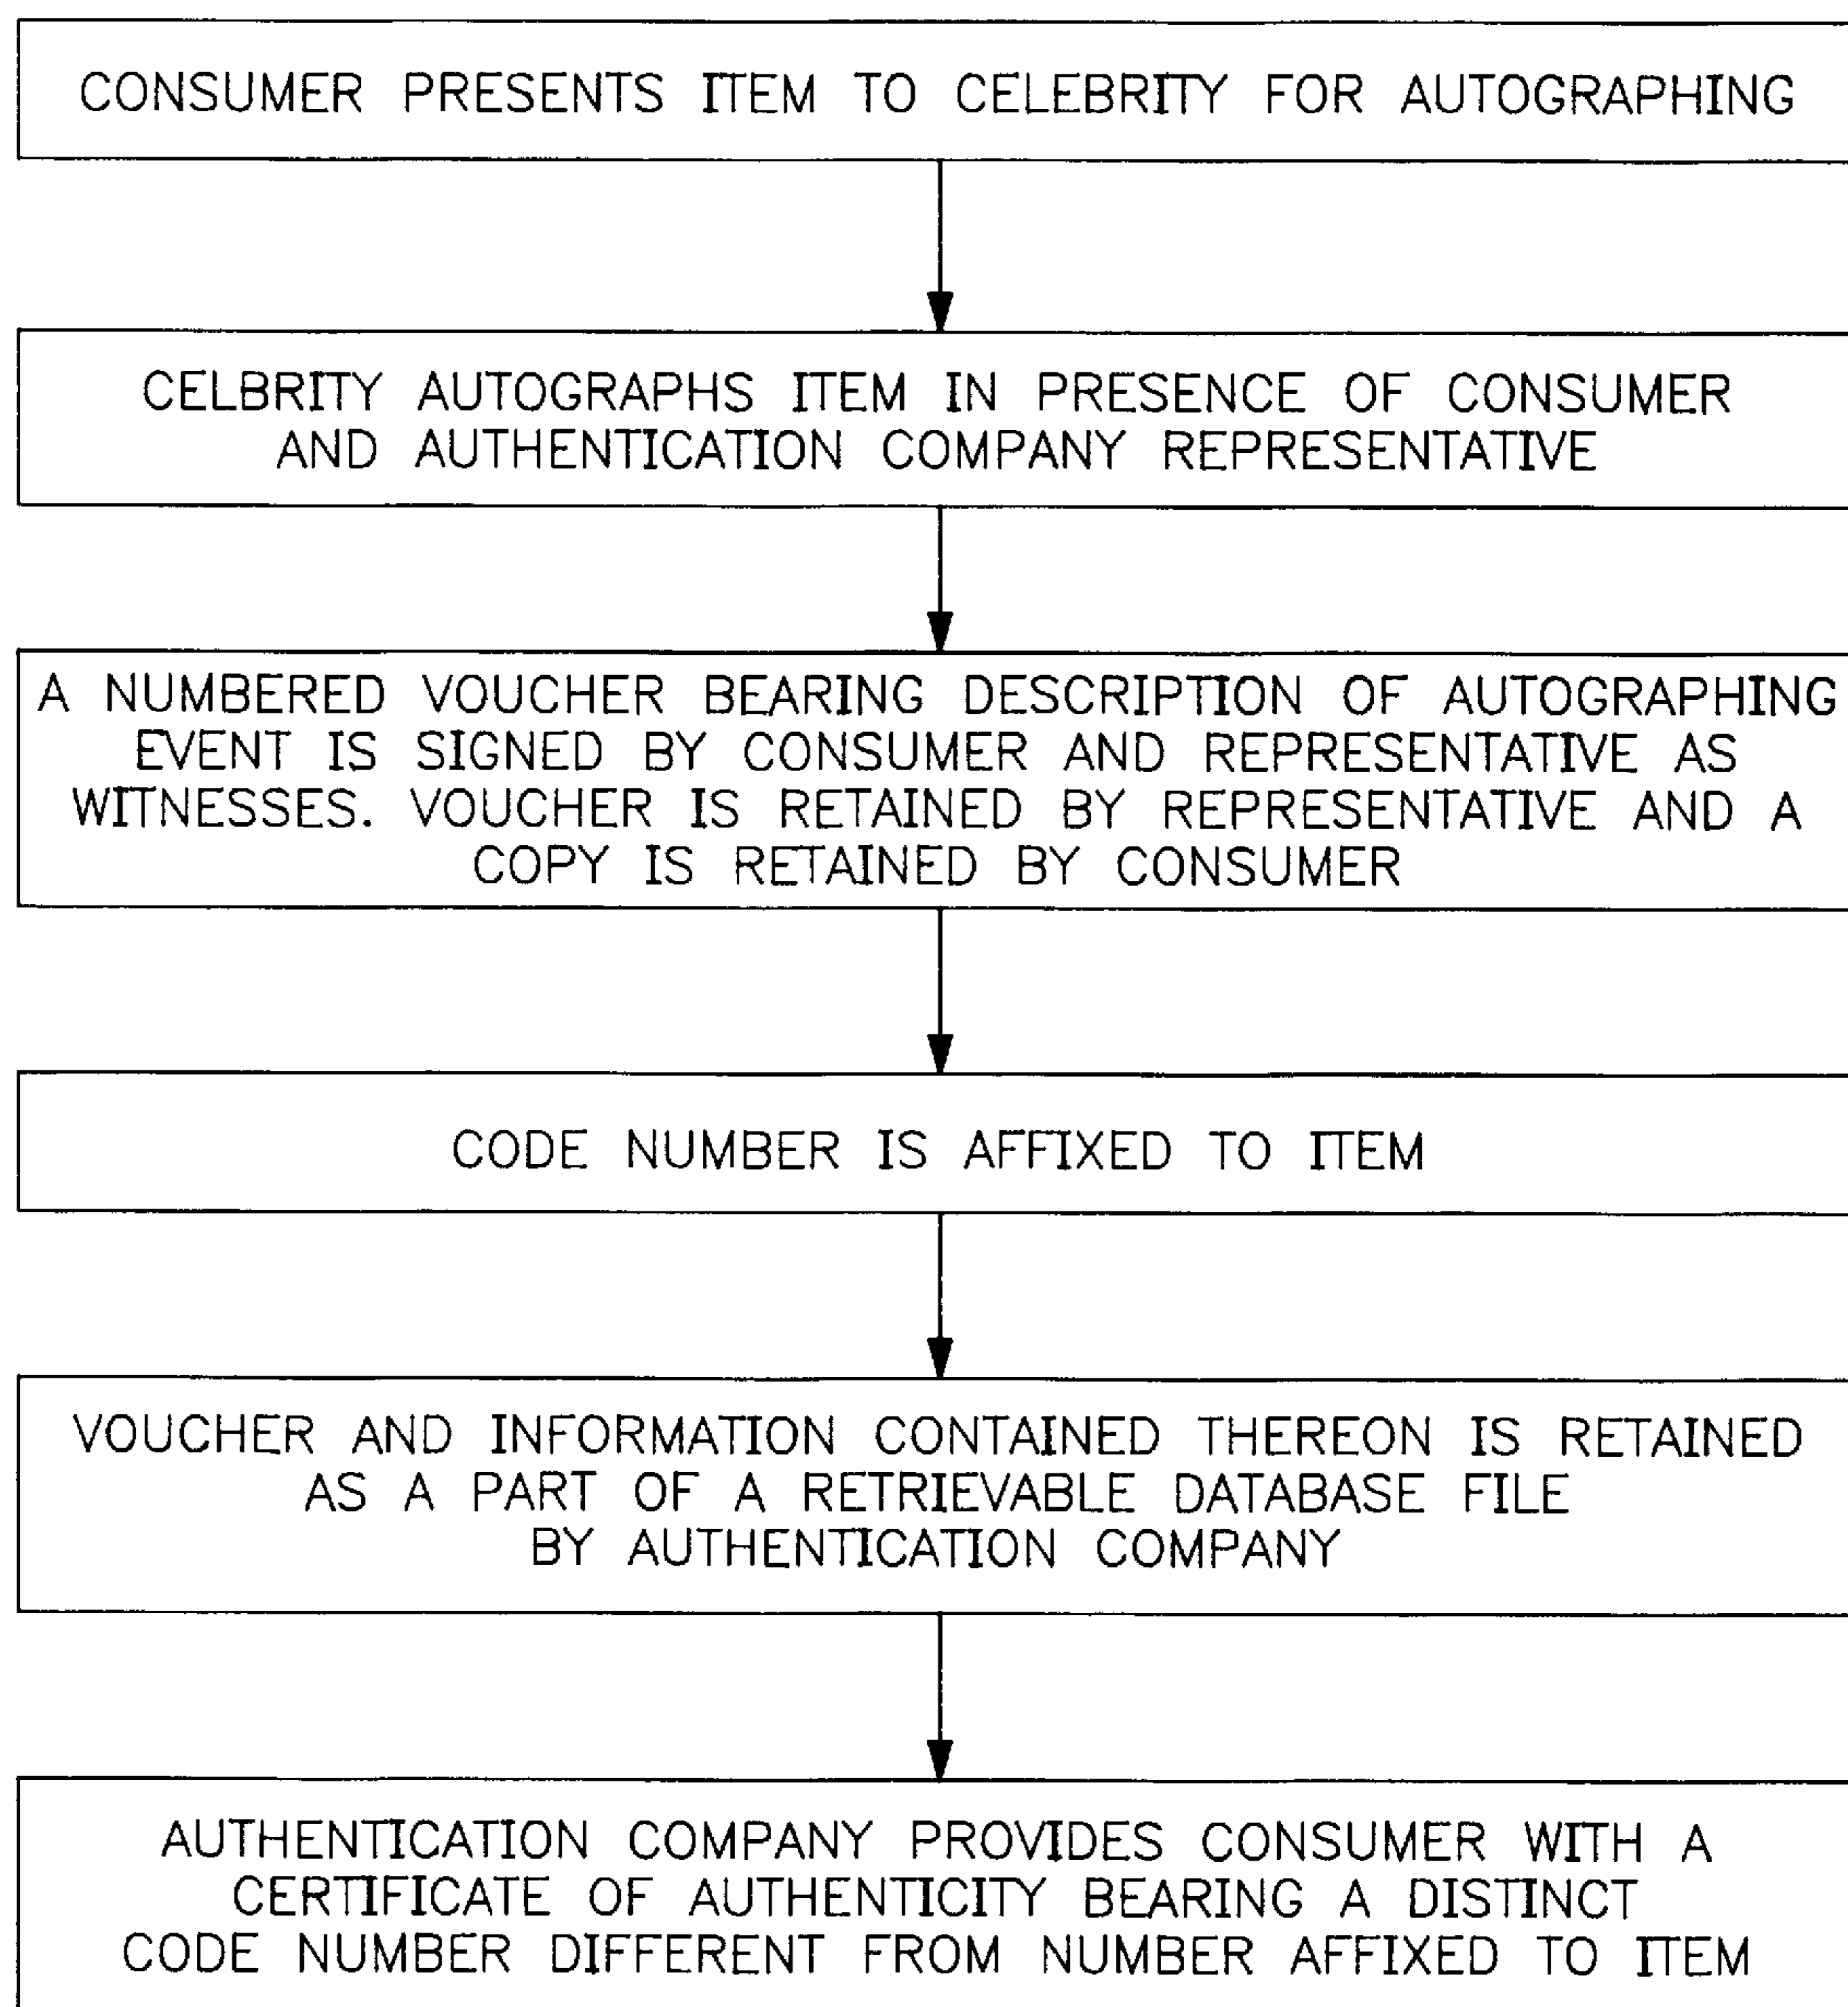 CONSUMER PRESENTS ITEM TO CELEBRITY FOR AUTOGRAPHING
CELBRITY AUTOGRAPHS ITEM IN PRESENCE OF CONSUMER
AND AUTHENTICATION COMPANY REPRESENTATIVE
A NUMBERED VOUCHER BEARING DESCRIPTION OF AUTOGRAPHING
EVENT IS SIGNED BY CONSUMER AND REPRESENTATIVE AS
WITNESSES. VOUCHER IS RETAINED BY REPRESENTATIVE AND A
COPY IS RETAINED BY CONSUMER
CODE NUMBER IS AFFIXED TO ITEM
VOUCHER AND INFORMATION CONTAINED THEREON IS RETAINED
AS A PART OF A RETRIEVABLE DATABASE FILE
BY AUTHENTICATION COMPANY
AUTHENTICATION COMPANY PROVIDES CONSUMER WITH A
CERTIFICATE OF AUTHENTICITY BEARING A DISTINCT
CODE NUMBER DIFFERENT FROM NUMBER AFFIXED TO ITEM